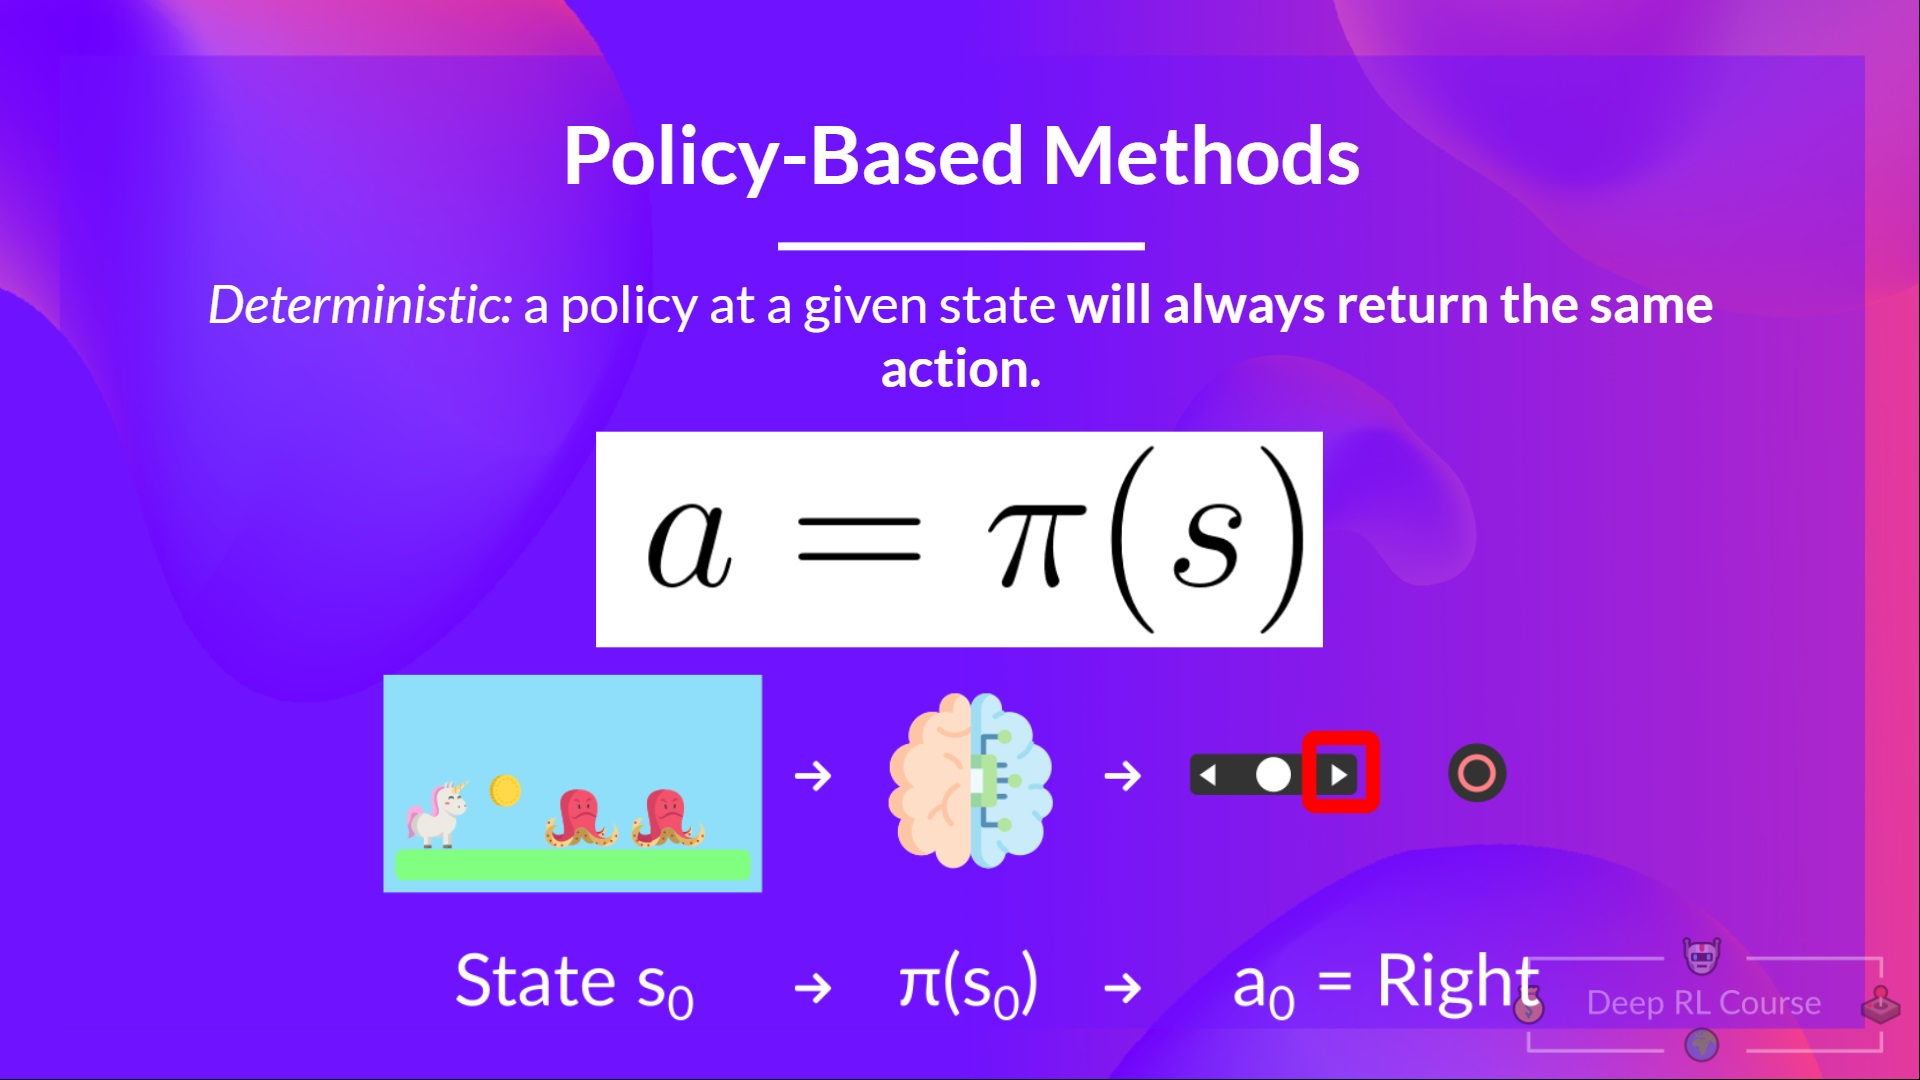 Policy-Based Methods
Deterministic: a policy at a given state will always return the same
action.
a = π(s)
State s₀ → π(s₀) → a₀ = Right
Deep RL Course